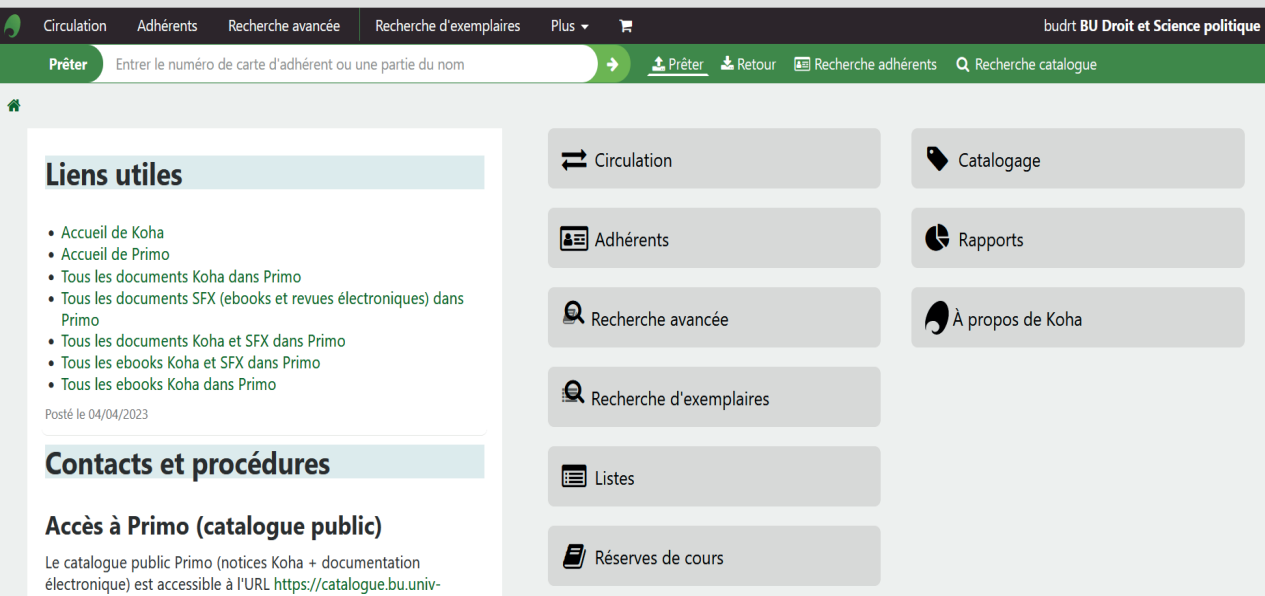 Circulation Adhérents Recherche avancée Recherche d'exemplaires Plus budrt BU Droit et Science politique
Prêter Entrer le numéro de carte d'adhérent ou une partie du nom Prêter Retour Recherche adhérents Recherche catalogue
Liens utiles
• Accueil de Koha
• Accueil de Primo
• Tous les documents Koha dans Primo
• Tous les documents SFX (ebooks et revues électroniques) dans
Primo
• Tous les documents Koha et SFX dans Primo
• Tous les ebooks Koha et SFX dans Primo
• Tous les ebooks Koha dans Primo
Posté le 04/04/2023
Contacts et procédures
Accès à Primo (catalogue public)
Le catalogue public Primo (notices Koha + documentation
électronique) est accessible à l'URL https://catalogue.bu.univ-
Circulation
Adhérents
Recherche avancée
Recherche d'exemplaires
Listes
Réserves de cours
Catalogage
Rapports
À propos de Koha